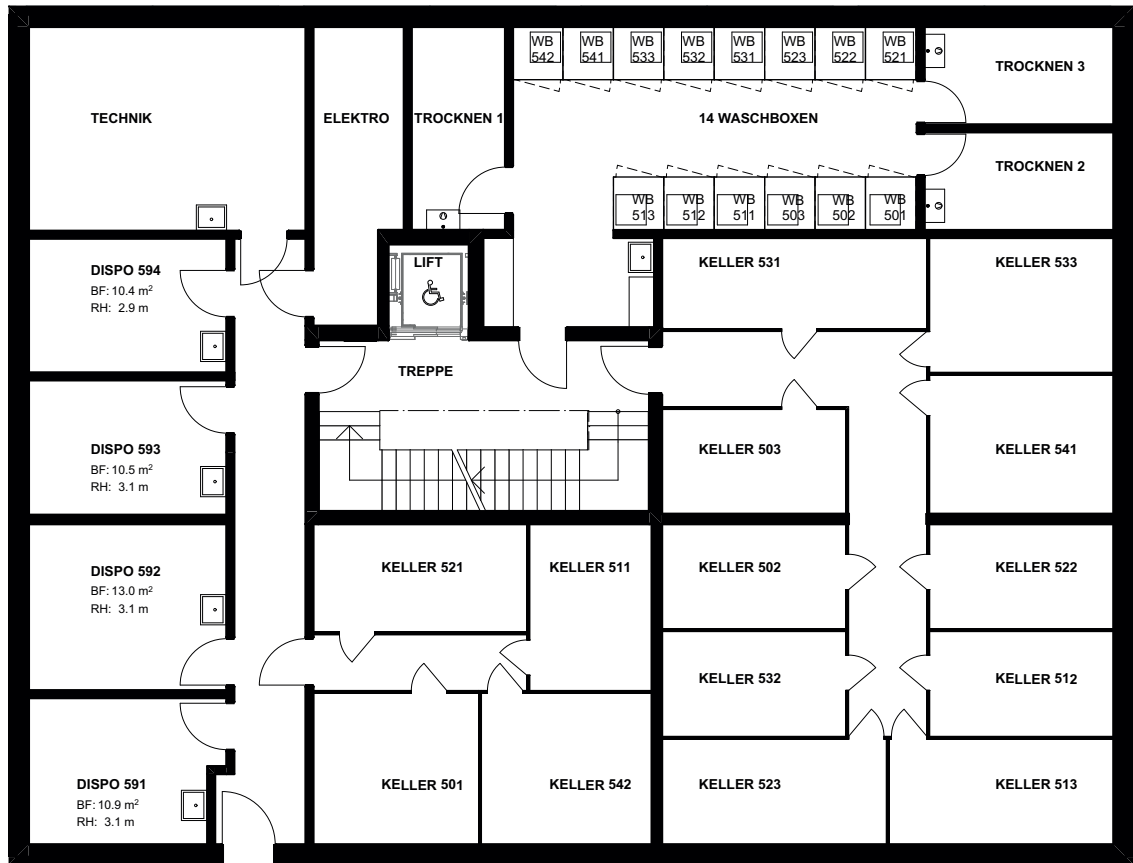 WB 542
WB 541
WB 533
WB 532
WB 531
WB 523
WB 522
WB 521
TROCKNEN 3
TECHNIK
ELEKTRO
TROCKNEN 1
14 WASCHBOXEN
TROCKNEN 2
WB 513
WB 512
WB 511
WB 503
WB 502
WB 501
DISPO 594
BF: 10.4 m²
RH: 2.9 m
LIFT
KELLER 531
KELLER 533
TREPPE
DISPO 593
BF: 10.5 m²
RH: 3.1 m
KELLER 503
KELLER 541
DISPO 592
BF: 13.0 m²
RH: 3.1 m
KELLER 521
KELLER 511
KELLER 502
KELLER 522
KELLER 532
KELLER 512
DISPO 591
BF: 10.9 m²
RH: 3.1 m
KELLER 501
KELLER 542
KELLER 523
KELLER 513